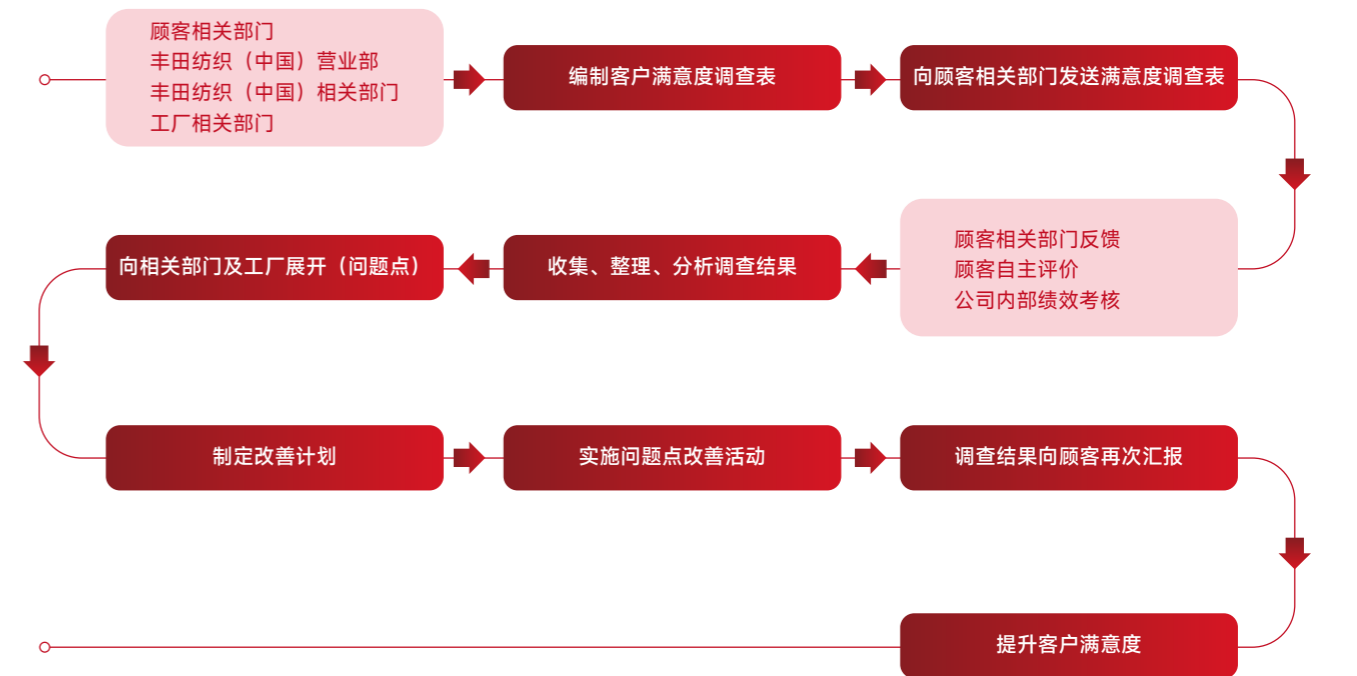 顾客相关部门
丰田纺织（中国）营业部
丰田纺织（中国）相关部门
工厂相关部门
编制客户满意度调查表
向顾客相关部门发送满意度调查表
顾客相关部门反馈
顾客自主评价
公司内部绩效考核
收集、整理、分析调查结果
向相关部门及工厂展开（问题点）
制定改善计划
实施问题点改善活动
调查结果向顾客再次汇报
提升客户满意度